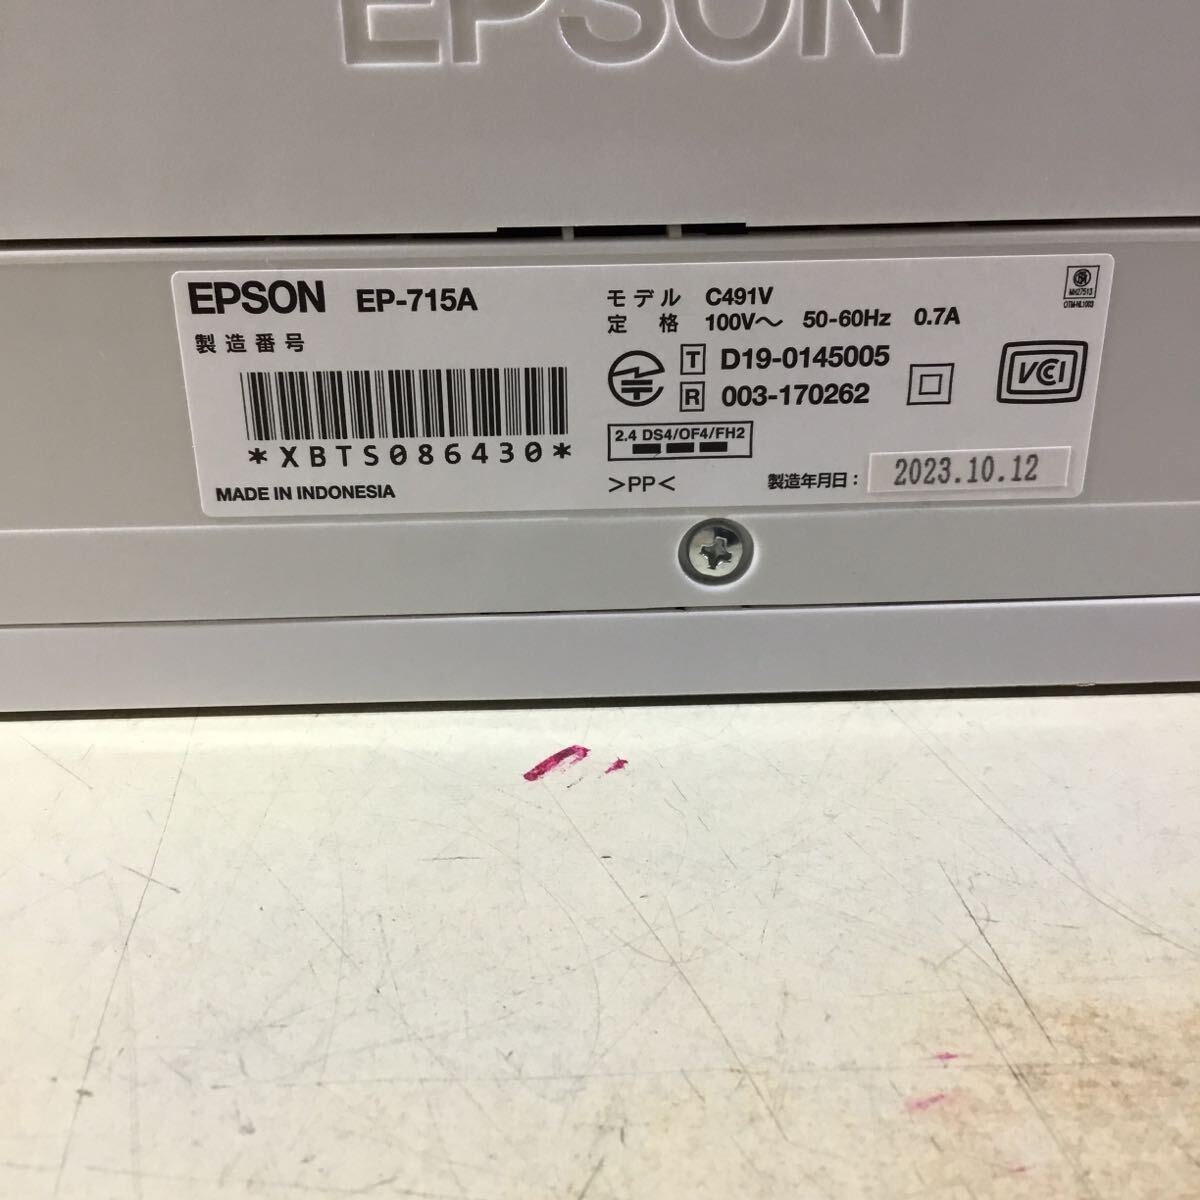 EPSON
EPSON EP-715A
製造番号
*XBTS086430*
MADE IN INDONESIA
モデル C491V
定格 100V～ 50-60Hz 0.7A
T D19-0145005
R 003-170262
2.4 DS4/OF4/FH2
>PP<
製造年月日： 2023.10.12
VCCI
MH27513